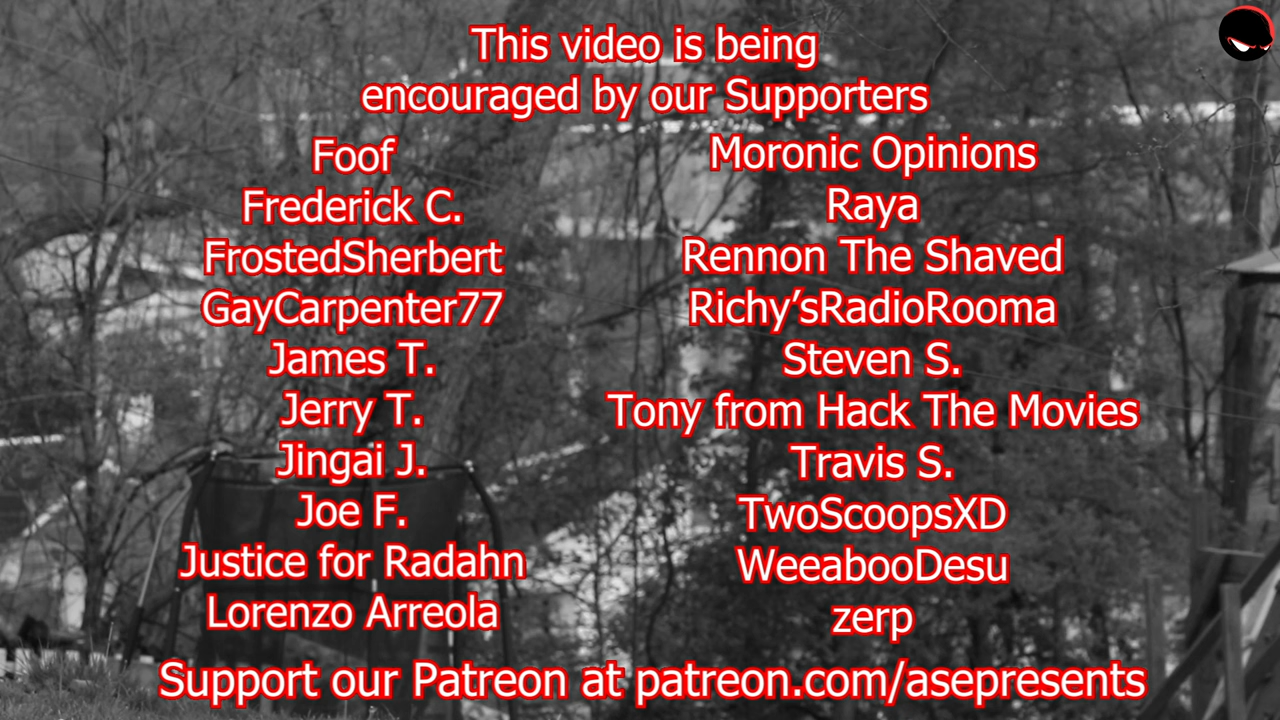 This video is being
encouraged by our Supporters
Foof
Frederick C.
FrostedSherbert
GayCarpenter77
James T.
Jerry T.
Jingai J.
Joe F.
Justice for Radahn
Lorenzo Arreola
Moronic Opinions
Raya
Rennon The Shaved
Richy’sRadioRooma
Steven S.
Tony from Hack The Movies
Travis S.
TwoScoopsXD
WeeabooDesu
zerp
Support our Patreon at patreon.com/asepresents